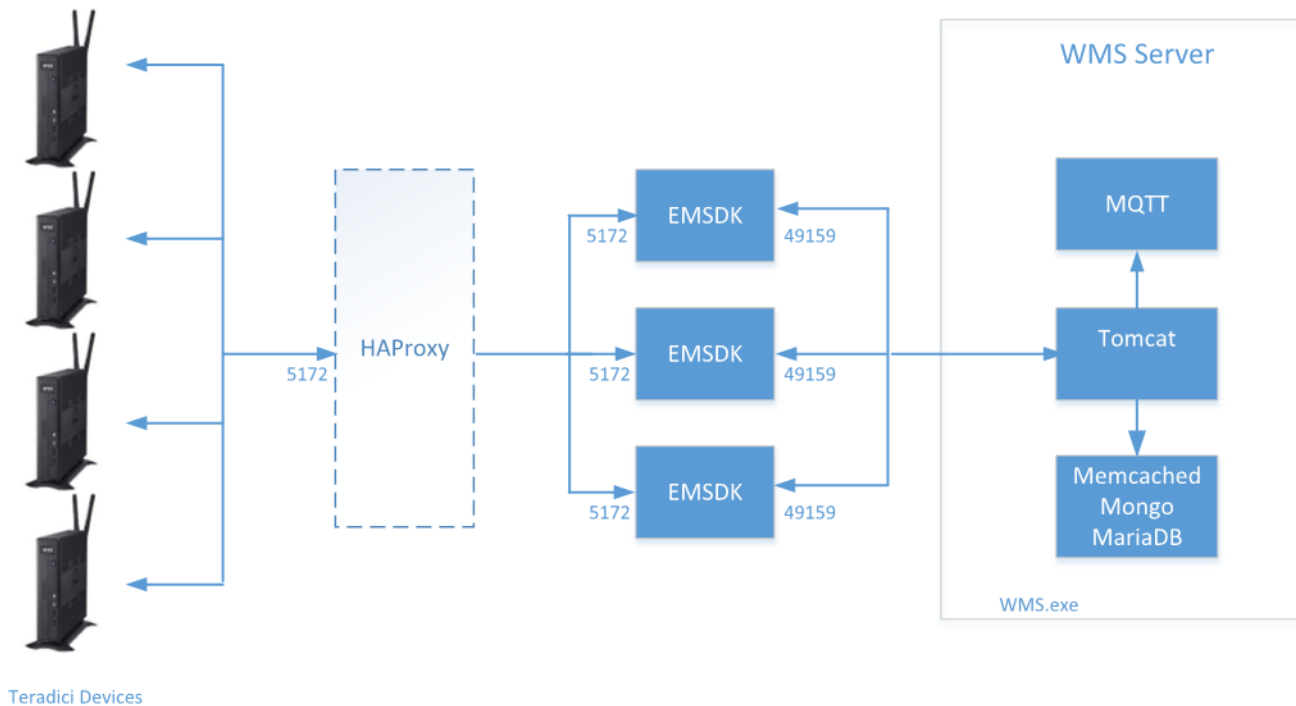 WMS Server
MQTT
EMSDK
5172
49159
HAProxy
5172
EMSDK
5172
49159
Tomcat
EMSDK
5172
49159
Memcached
Mongo
MariaDB
WMS.exe
Teradici Devices